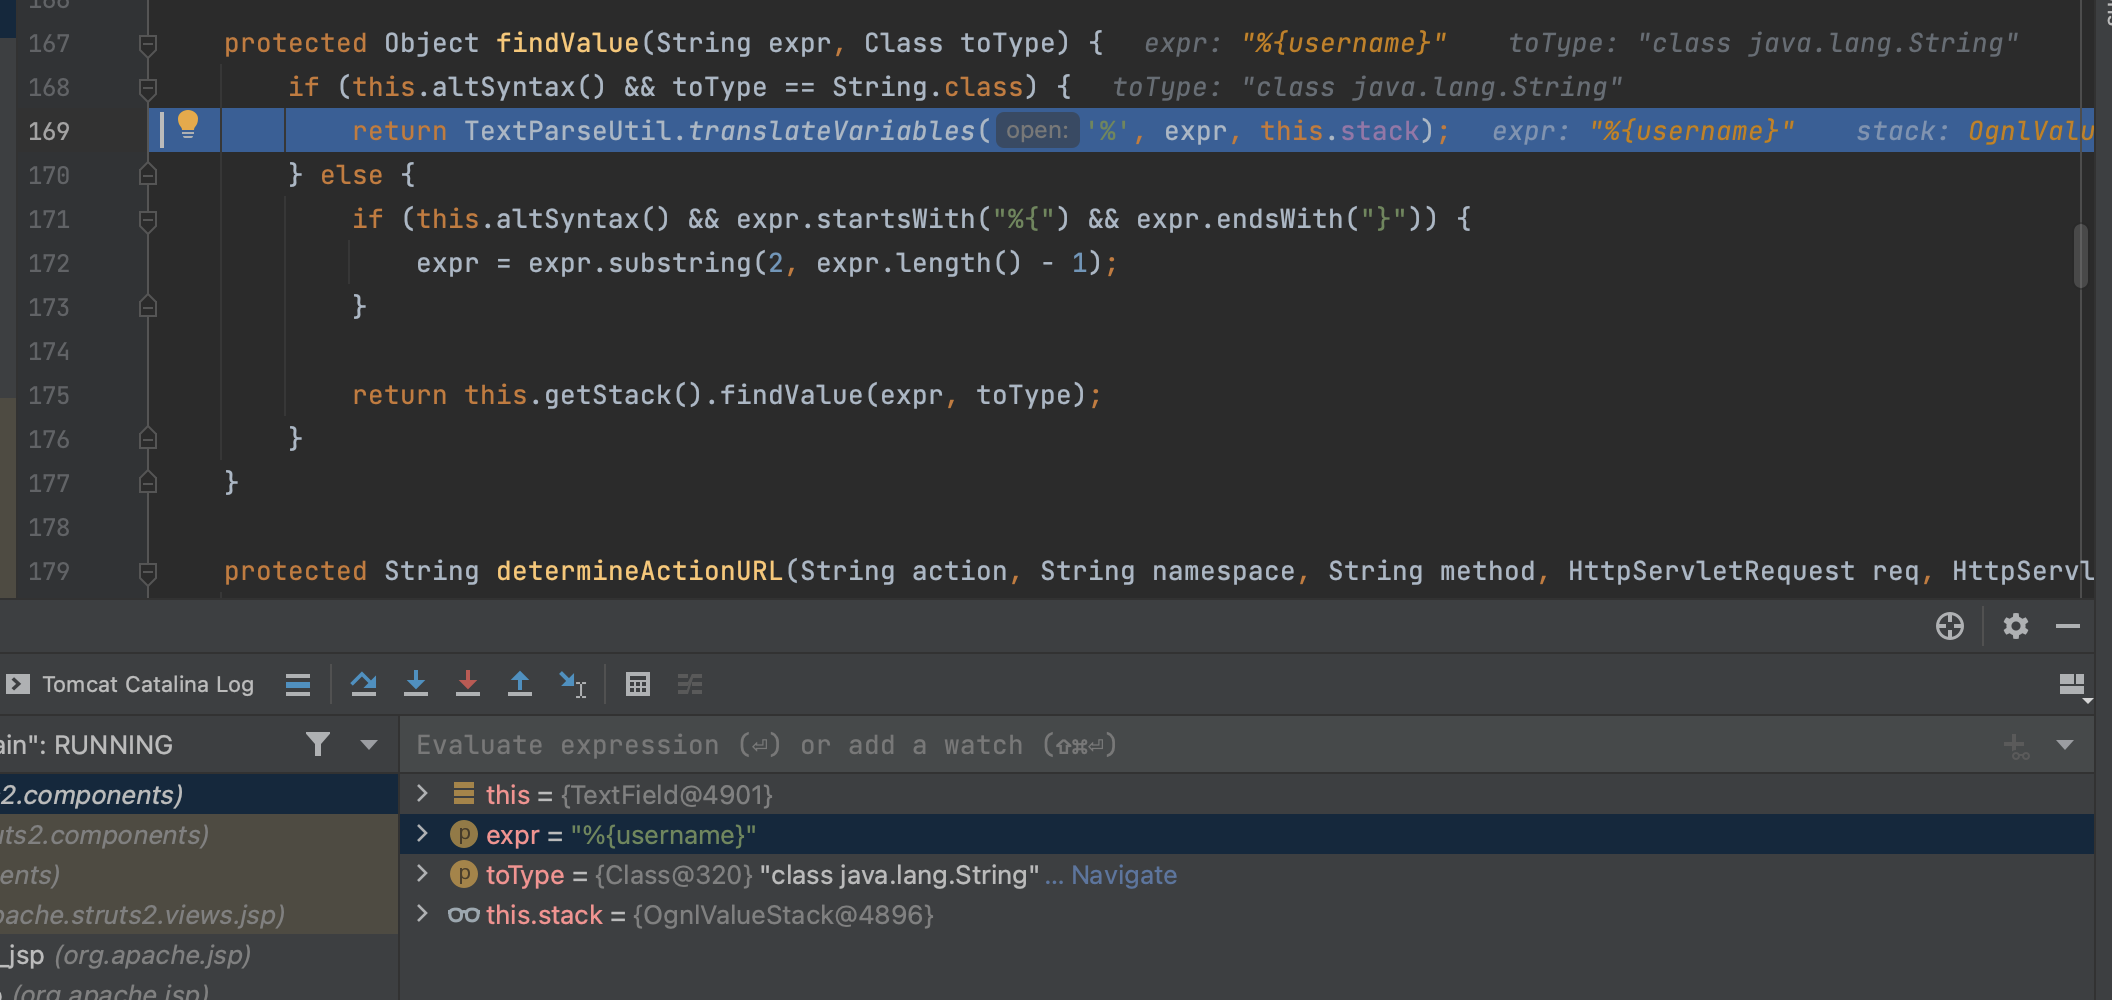 166
167 protected Object findValue(String expr, Class toType) { expr: "%{username}" toType: "class java.lang.String"
168 if (this.altSyntax() && toType == String.class) { toType: "class java.lang.String"
169 return TextParseUtil.translateVariables( open: '%', expr, this.stack); expr: "%{username}" stack: OgnlValu
170 } else {
171 if (this.altSyntax() && expr.startsWith("%{") && expr.endsWith("}")) {
172 expr = expr.substring(2, expr.length() - 1);
173 }
174
175 return this.getStack().findValue(expr, toType);
176 }
177 }
178
179 protected String determineActionURL(String action, String namespace, String method, HttpServletRequest req, HttpServl
Tomcat Catalina Log
ain": RUNNING
Evaluate expression (⏎) or add a watch (⇧⌘⏎)
2.components)
this = {TextField@4901}
uts2.components)
expr = "%{username}"
ents)
toType = {Class@320} "class java.lang.String" ... Navigate
pache.struts2.views.jsp)
this.stack = {OgnlValueStack@4896}
_jsp (org.apache.jsp)
(org.apache.jsp)